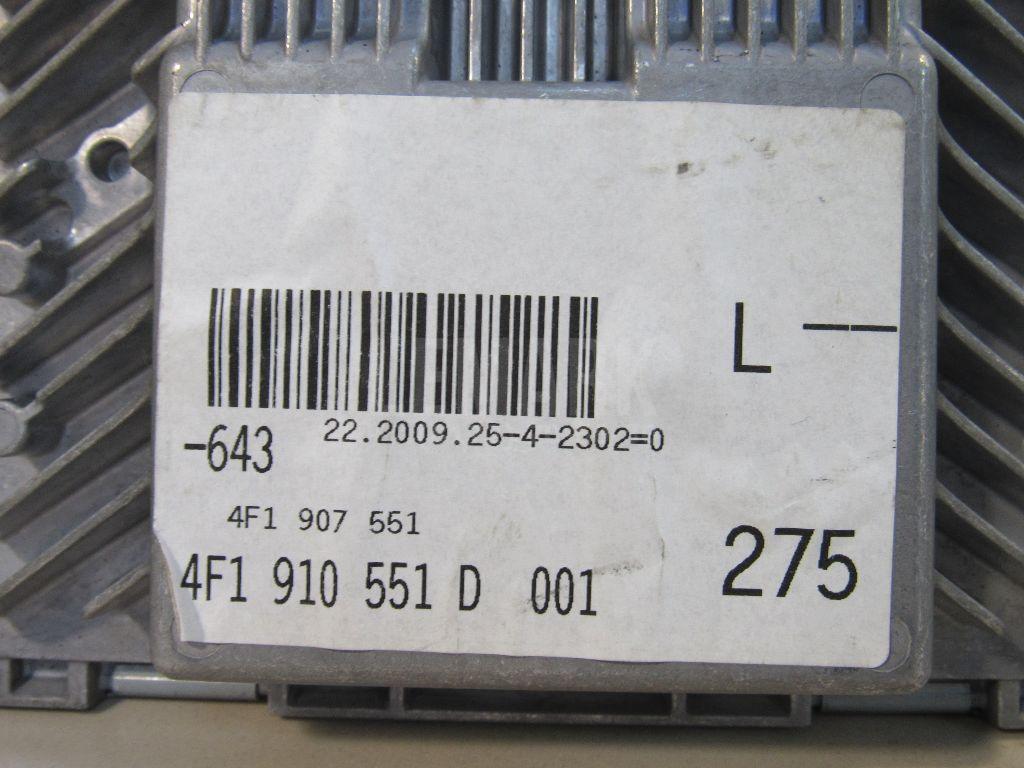 L --
22.2009.25-4-2302=0
-643
4F1 907 551
4F1 910 551 D 001
275